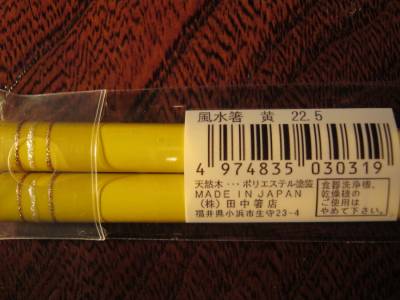 風水箸 黄 22.5
4 974835 030319
天然木・・・ポリエステル塗装
MADE IN JAPAN
(株)田中箸店
福井県小浜市生守23-4
食器洗浄機、
乾燥機の
ご使用は
やめて下さい。